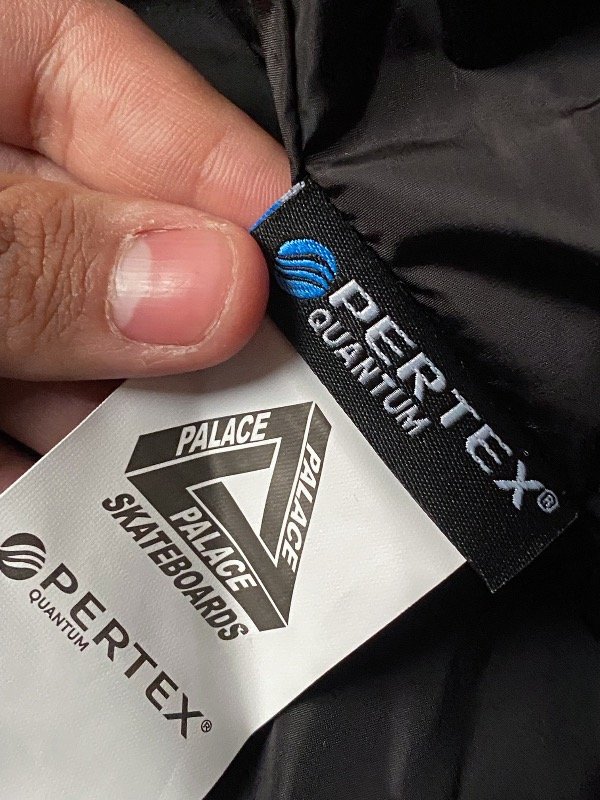 PERTEX®
QUANTUM
PALACE
PALACE
PALACE
SKATEBOARDS
PERTEX®
QUANTUM